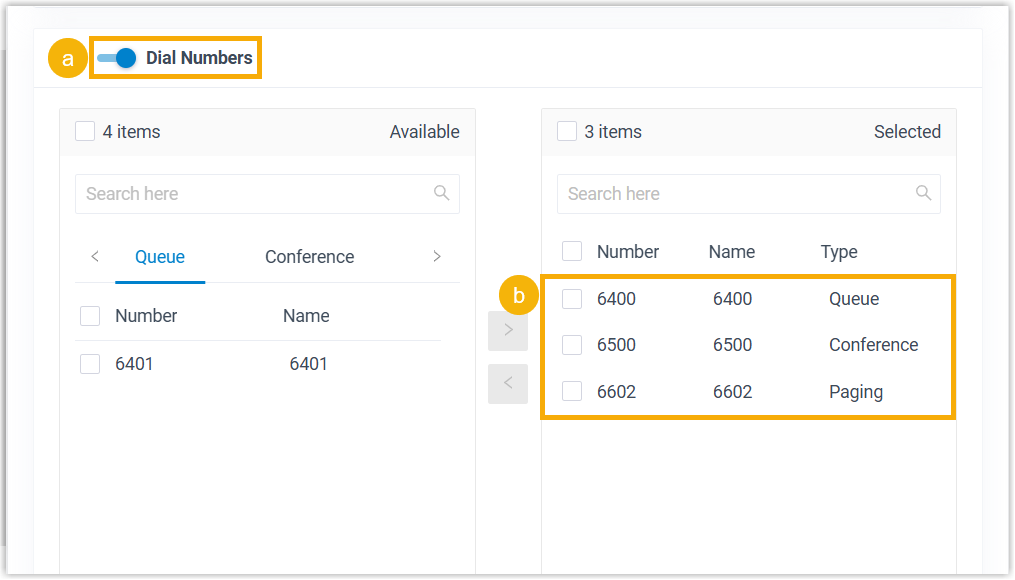 a Dial Numbers
4 items Available
Search here
< Queue Conference >
Number Name
6401 6401
b
>
<
3 items Selected
Search here
Number Name Type
6400 6400 Queue
6500 6500 Conference
6602 6602 Paging